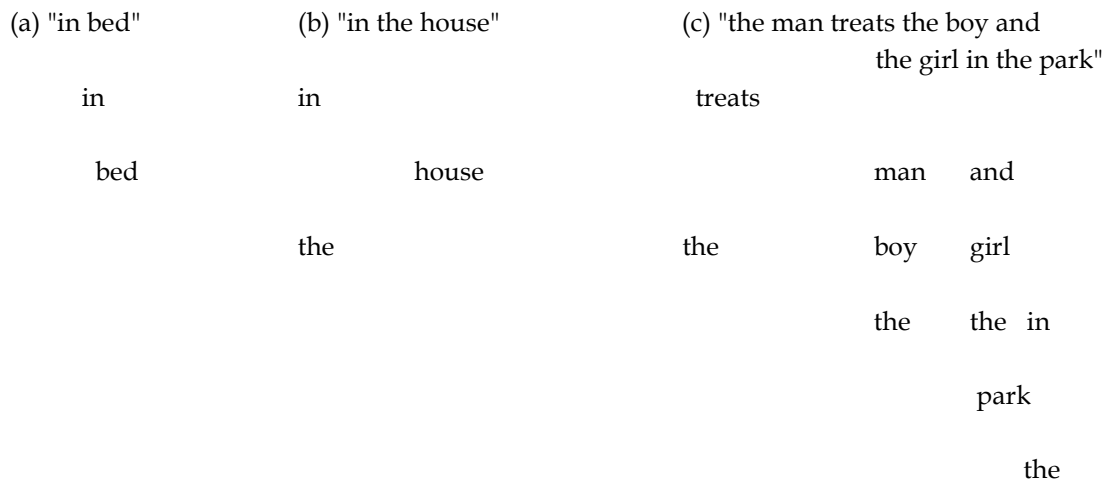 (a) "in bed" (b) "in the house" (c) "the man treats the boy and
the girl in the park"
in in treats
bed house man and
the the boy girl
the the in
park
the